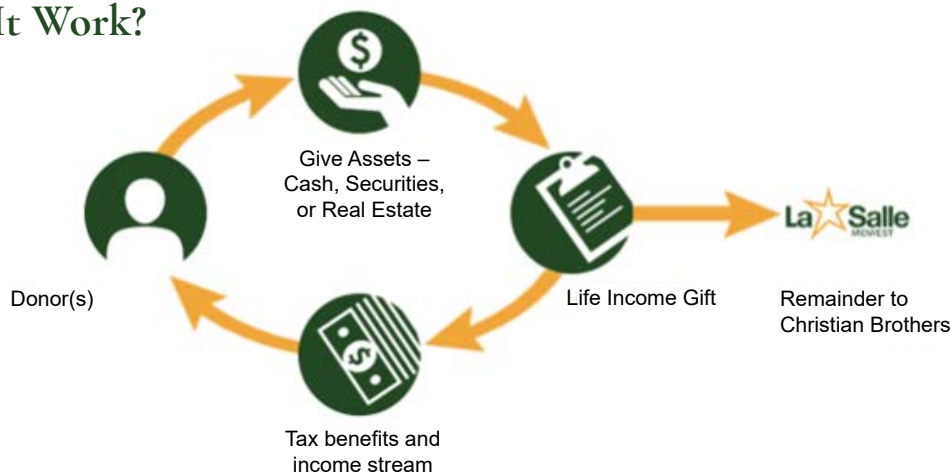 It Work?
Give Assets –
Cash, Securities,
or Real Estate
La Salle
MIDWEST
Donor(s)
Life Income Gift
Remainder to
Christian Brothers
Tax benefits and
income stream